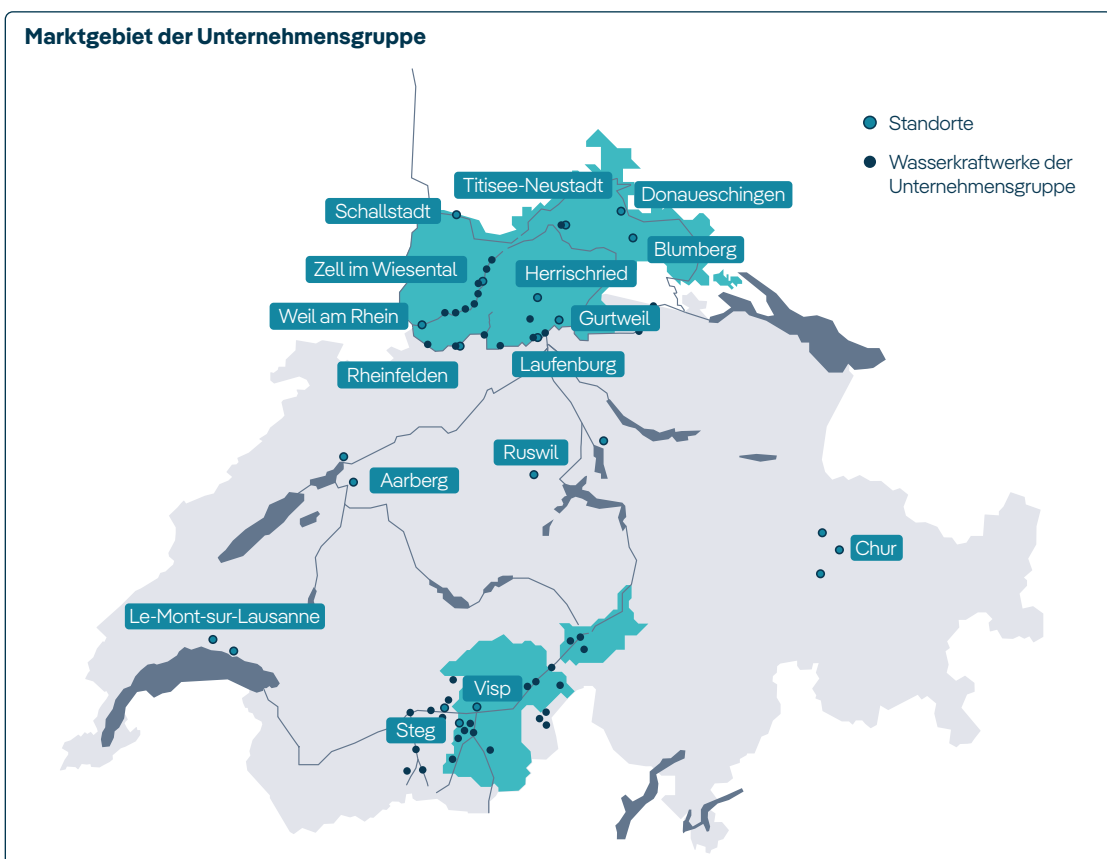 Marktgebiet der Unternehmensgruppe
Standorte
Wasserkraftwerke der
Unternehmensgruppe
Titisee-Neustadt
Donaueschingen
Schallstadt
Blumberg
Zell im Wiesental
Herrischried
Weil am Rhein
Gurtweil
Rheinfelden
Laufenburg
Ruswil
Aarberg
Chur
Le-Mont-sur-Lausanne
Visp
Steg